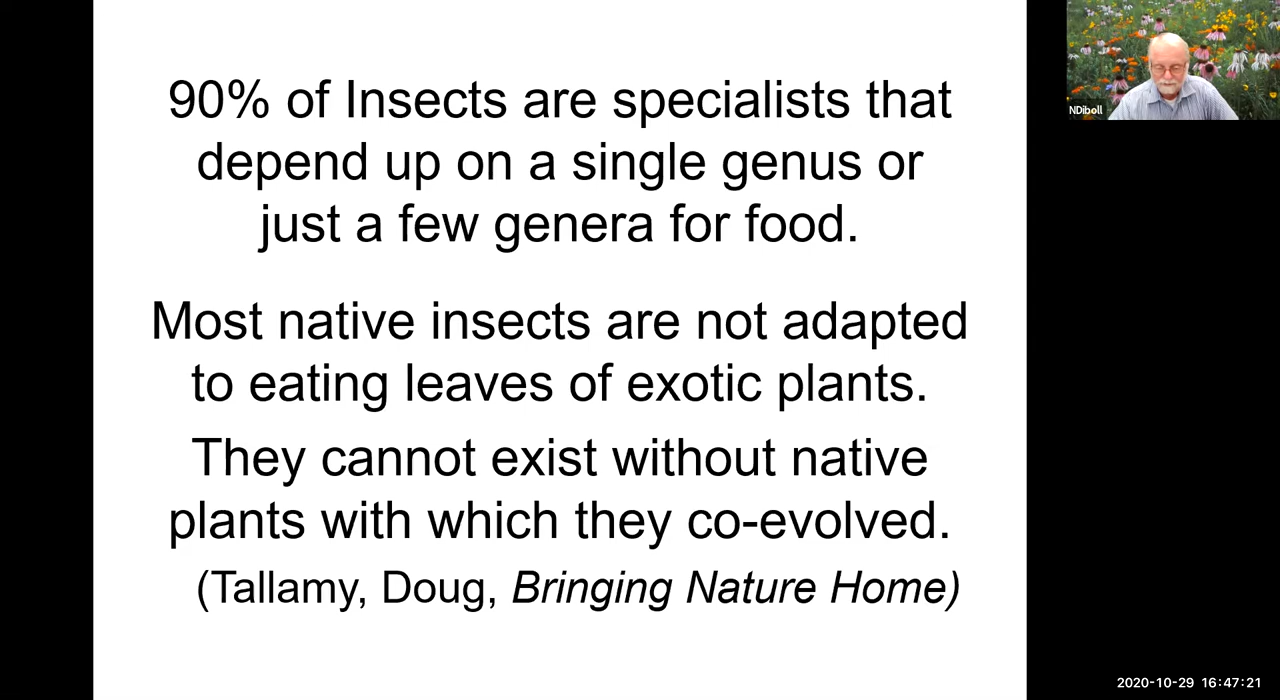 90% of Insects are specialists that
depend up on a single genus or
just a few genera for food.
Most native insects are not adapted
to eating leaves of exotic plants.
They cannot exist without native
plants with which they co-evolved.
(Tallamy, Doug, Bringing Nature Home)
NDiboll
2020-10-29 16:47:21